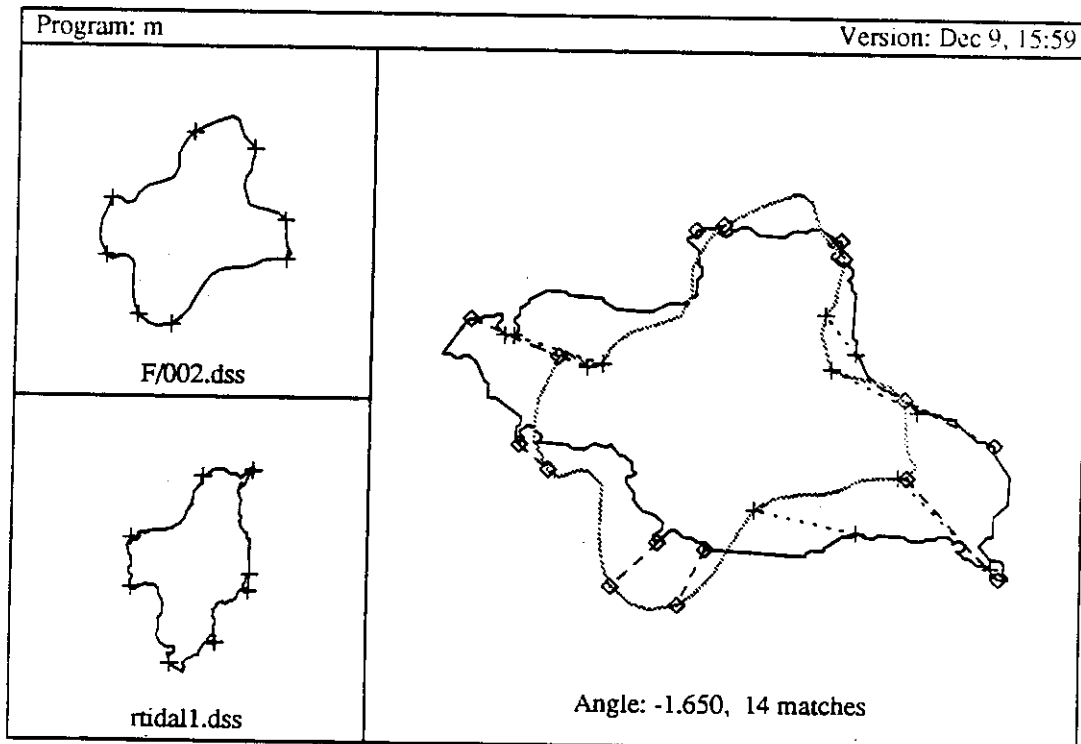 Program: m
Version: Dec 9, 15:59
F/002.dss
rtidal1.dss
Angle: -1.650, 14 matches